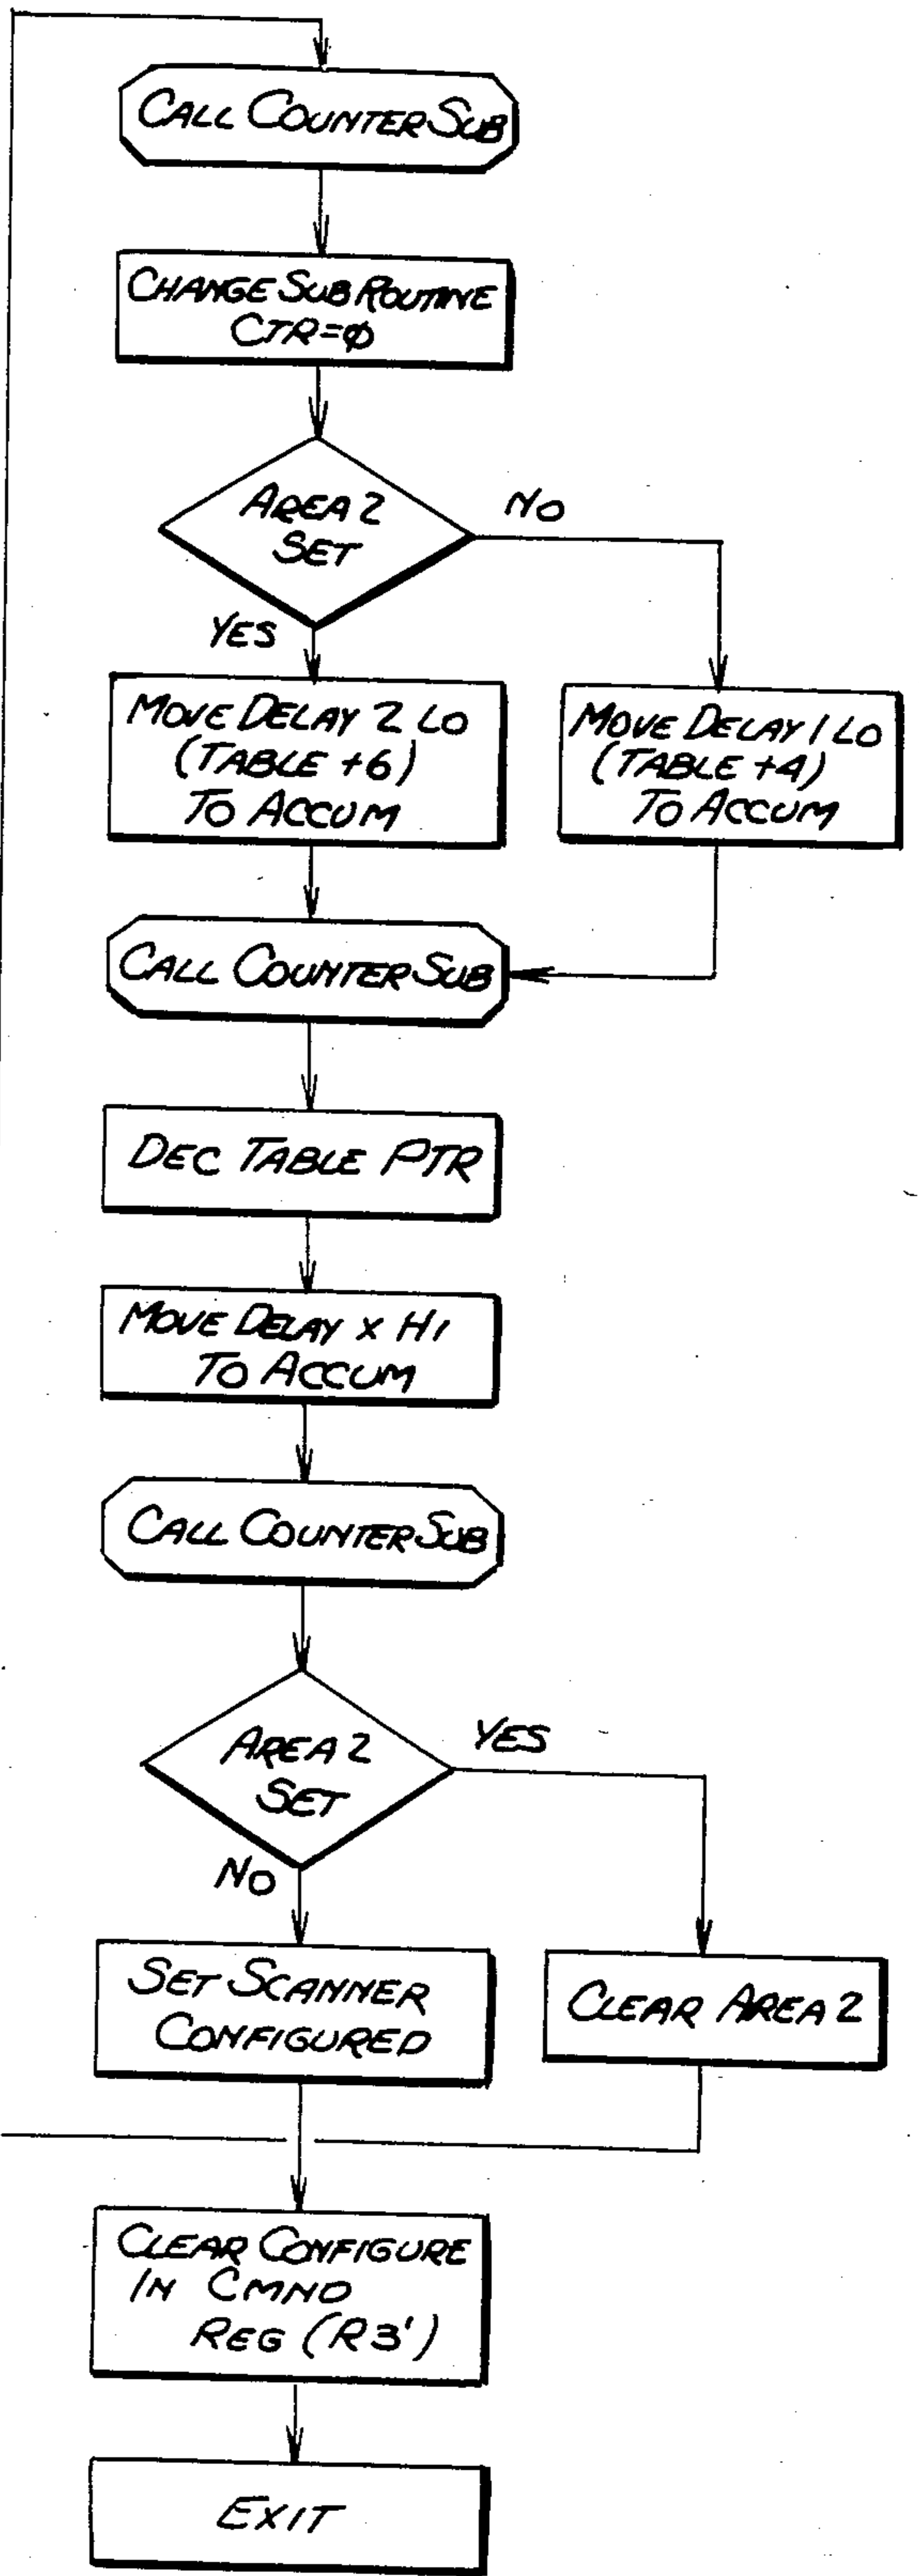 CALL COUNTER SUB
CHANGE SUB ROUTINE
CTR=φ
AREA 2
SET
NO
YES
MOVE DELAY 2 LO
(TABLE +6)
TO ACCUM
MOVE DELAY 1 LO
(TABLE +4)
TO ACCUM
CALL COUNTER SUB
DEC TABLE PTR
MOVE DELAY X HI
TO ACCUM
CALL COUNTER SUB
AREA 2
SET
YES
NO
SET SCANNER
CONFIGURED
CLEAR AREA 2
CLEAR CONFIGURE
IN CMND
REG (R3')
EXIT